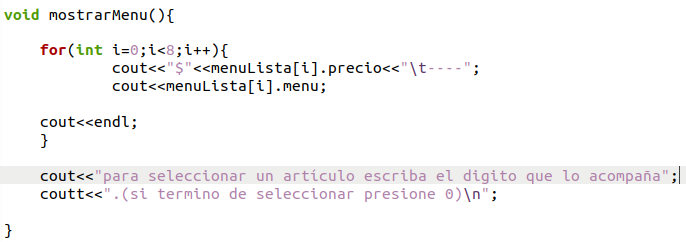 void mostrarMenu(){
for(int i=0;i<8;i++){
cout<<"$"<<menuLista[i].precio<<"\t----";
cout<<menuLista[i].menu;
cout<<endl;
}
cout<<"para seleccionar un artículo escriba el digito que lo acompaña";
coutt<<".(si termino de seleccionar presione 0)\n";
}